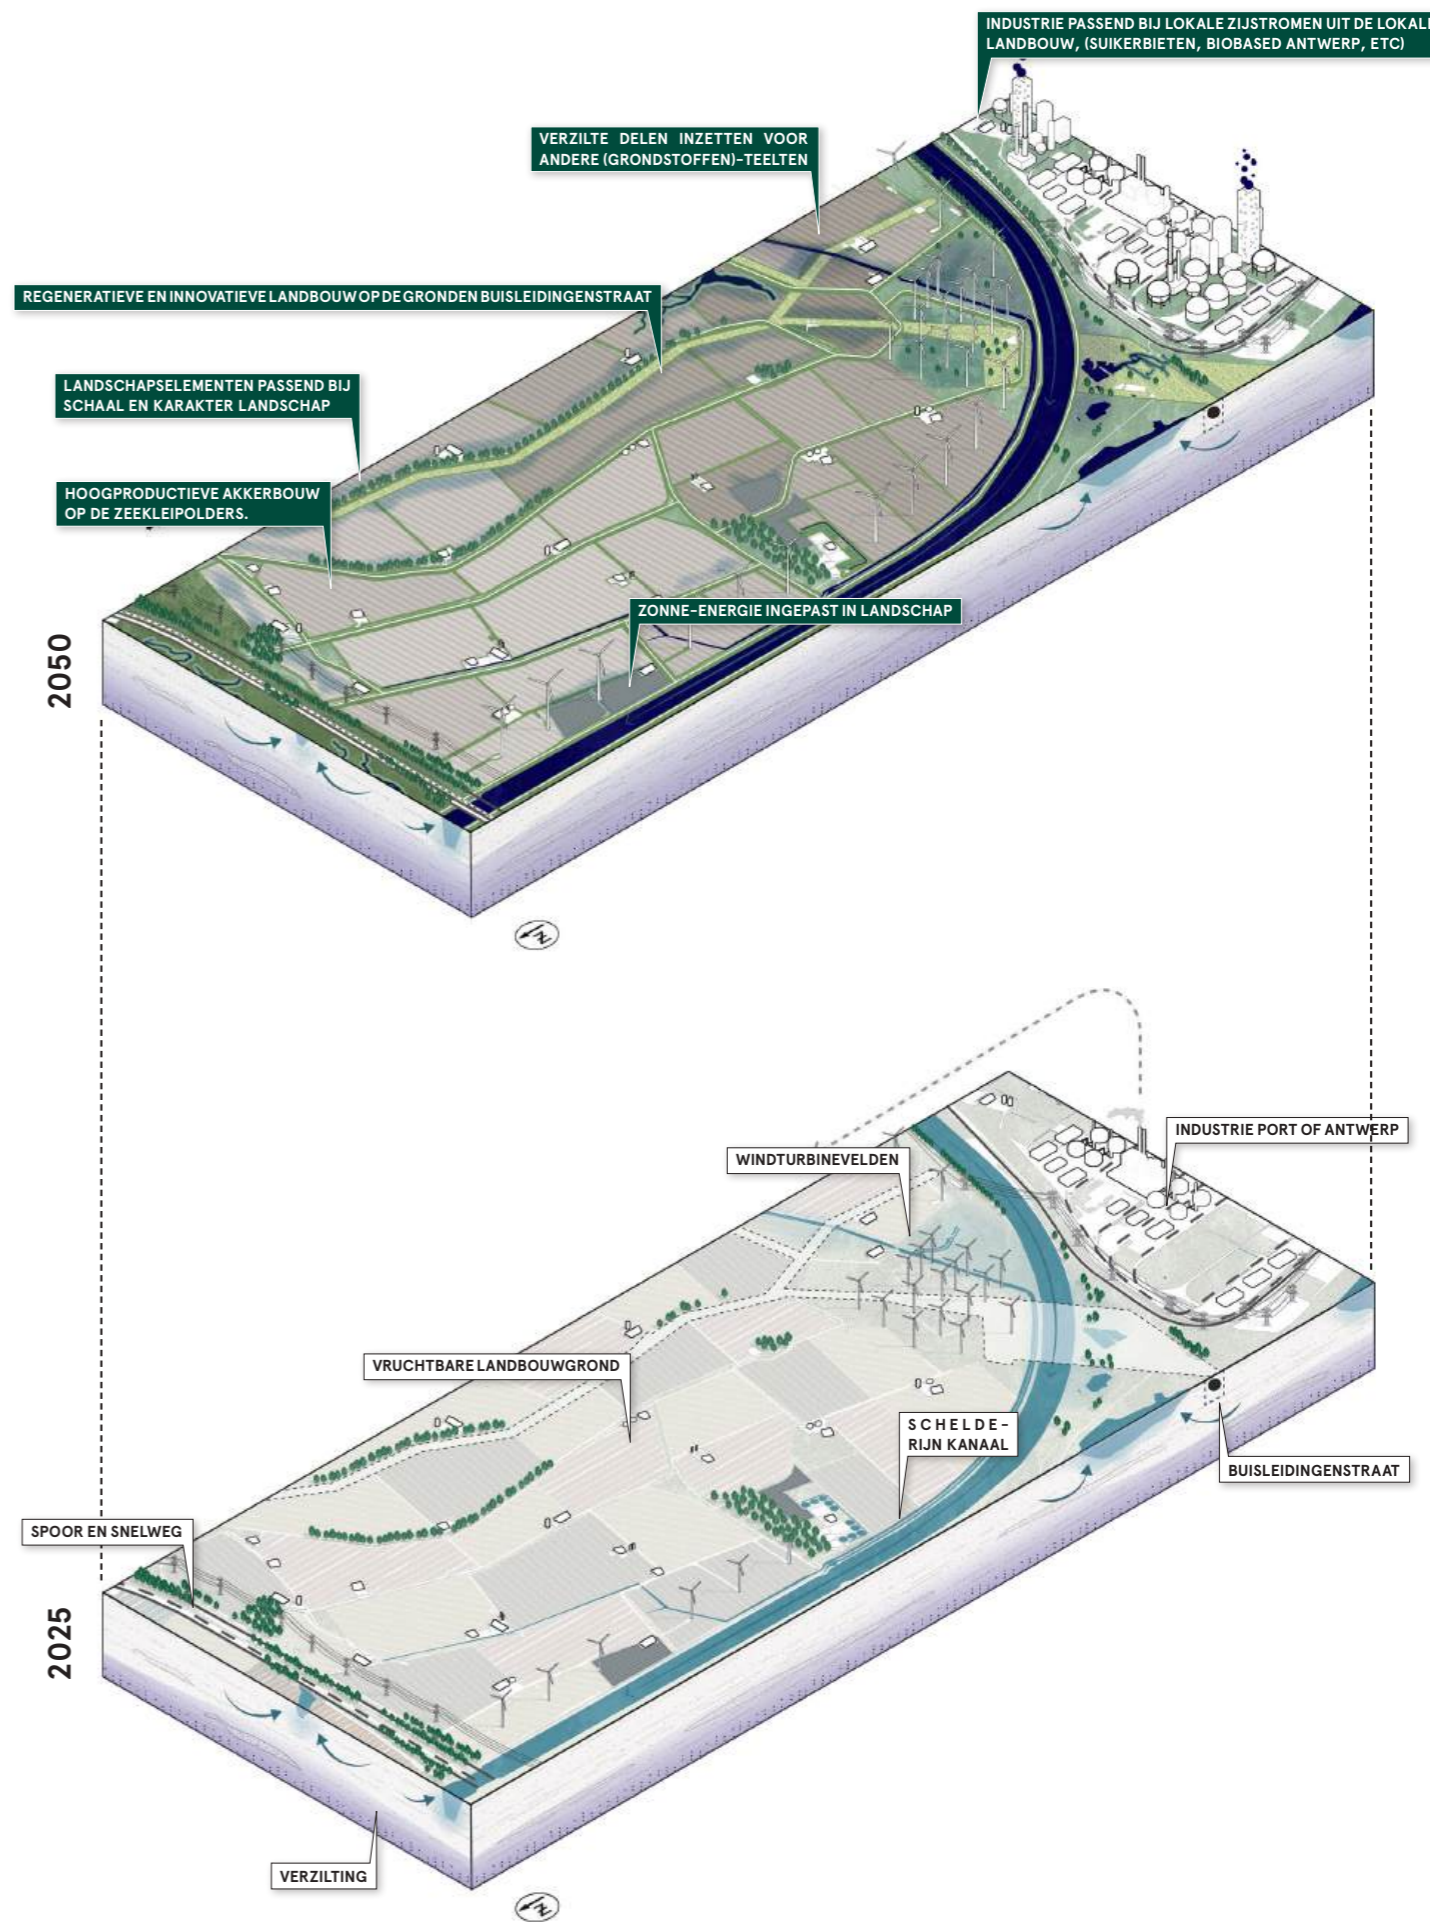 INDUSTRIE PASSEND BIJ LOKALE ZIJSTROMEN UIT DE LOKALE
LANDBOUW, (SUIKERBIETEN, BIOBASED ANTWERP, ETC)
VERZILTE DELEN INZETTEN VOOR
ANDERE (GRONDSTOFFEN)-TEELTEN
REGENERATIEVE EN INNOVATIEVE LANDBOUW OP DE GRONDEN BUISLEIDINGENSTRAAT
LANDSCHAPSELEMENTEN PASSEND BIJ
SCHAAL EN KARAKTER LANDSCHAP
HOOGPRODUCTIEVE AKKERBOUW
OP DE ZEEKLEIPOLDERS.
ZONNE-ENERGIE INGEPAST IN LANDSCHAP
2050
N
INDUSTRIE PORT OF ANTWERP
WINDTURBINEVELDEN
VRUCHTBARE LANDBOUWGROND
SCHELDE-
RIJN KANAAL
BUISLEIDINGENSTRAAT
SPOOR EN SNELWEG
2025
VERZILTING
N